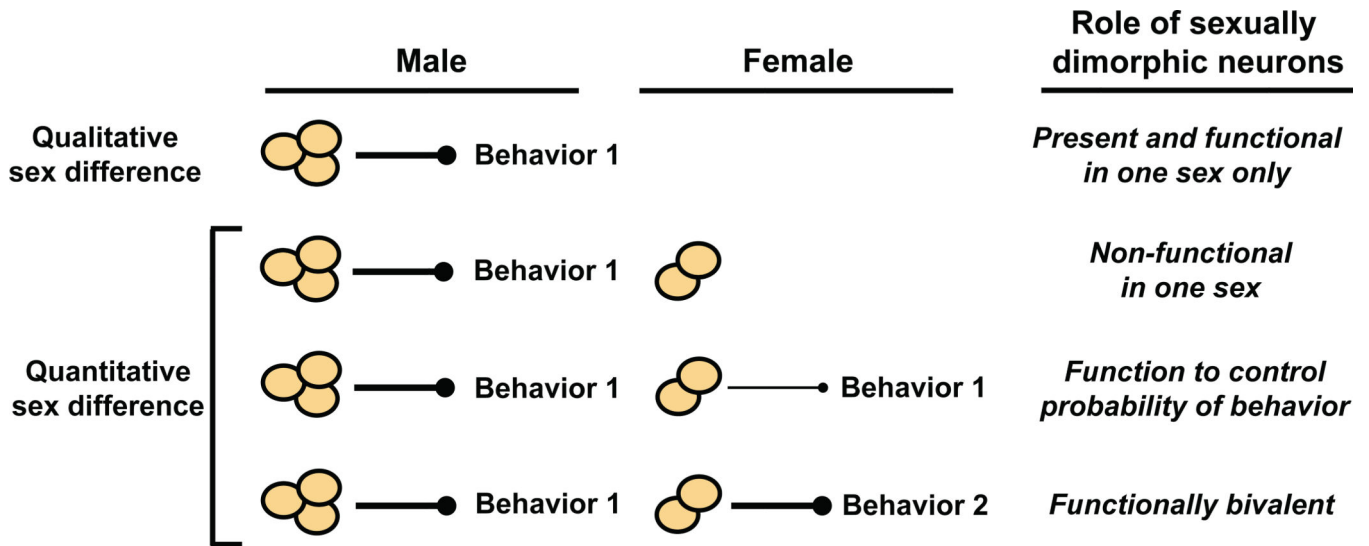 Male
Female
Role of sexually
dimorphic neurons
Qualitative
sex difference
Behavior 1
Present and functional
in one sex only
Behavior 1
Non-functional
in one sex
Quantitative
sex difference
Behavior 1
Behavior 1
Function to control
probability of behavior
Behavior 1
Behavior 2
Functionally bivalent